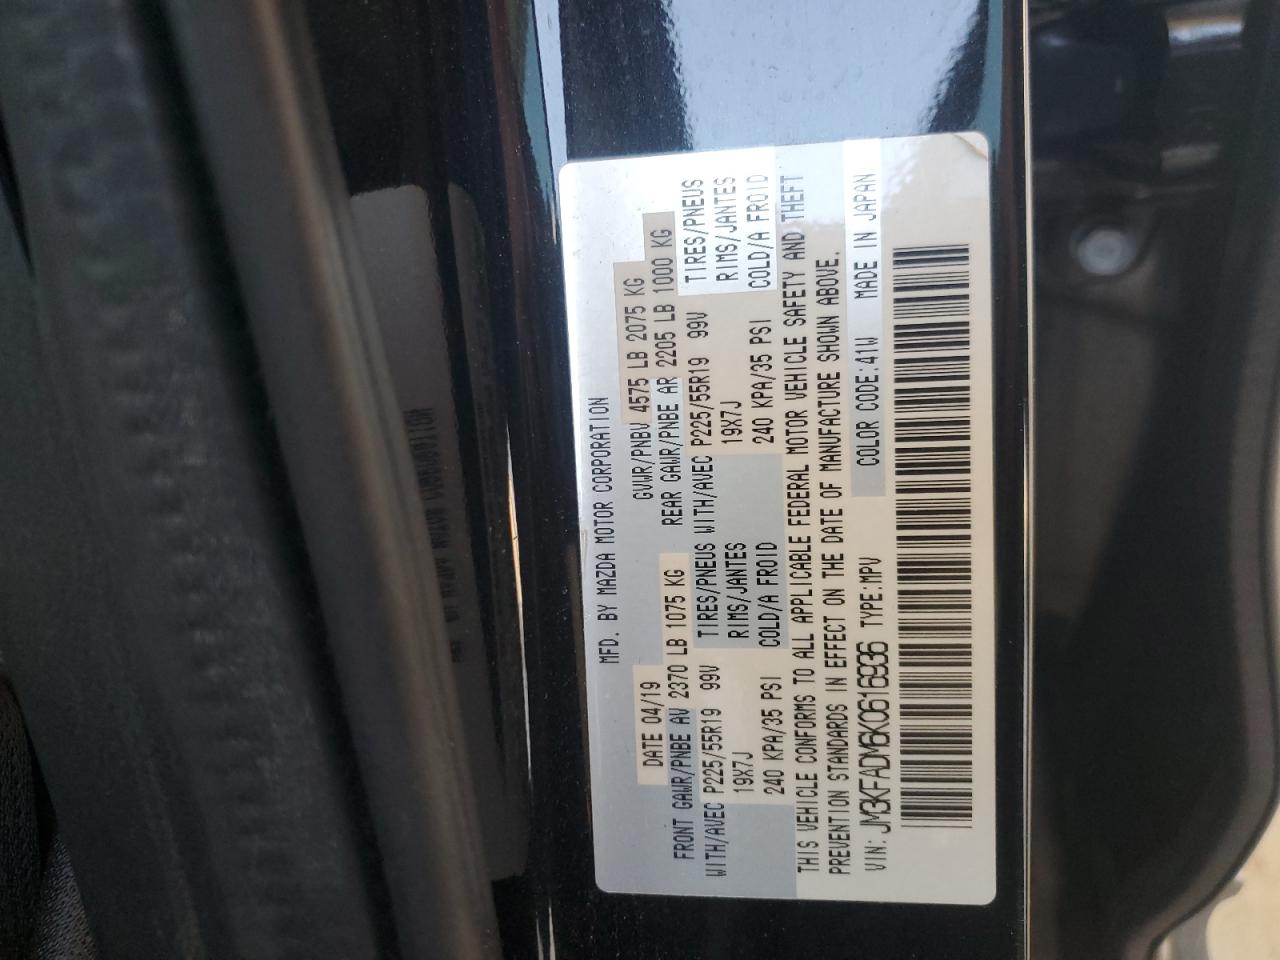 MFD. BY MAZDA MOTOR CORPORATION
DATE 04/19 GVWR/PNBV 4575 LB 2075 KG
FRONT GAWR/PNBE AV 2370 LB 1075 KG REAR GAWR/PNBE AR 2205 LB 1000 KG
WITH/AVEC P225/55R19 99V TIRES/PNEUS WITH/AVEC P225/55R19 99V TIRES/PNEUS
19X7J RIMS/JANTES 19X7J RIMS/JANTES
240 KPA/35 PSI COLD/A FROID 240 KPA/35 PSI COLD/A FROID
THIS VEHICLE CONFORMS TO ALL APPLICABLE FEDERAL MOTOR VEHICLE SAFETY AND THEFT
PREVENTION STANDARDS IN EFFECT ON THE DATE OF MANUFACTURE SHOWN ABOVE.
VIN: JM3KFADM6K0616936 TYPE:MPV COLOR CODE:41W MADE IN JAPAN